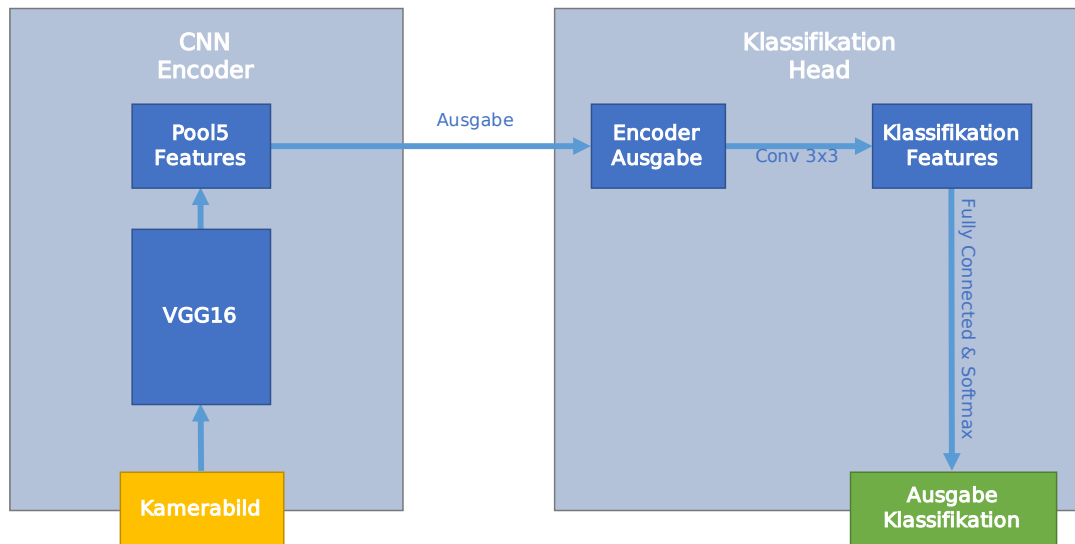 CNN
Encoder
Pool5
Features
VGG16
Kamerabild
Ausgabe
Klassifikation
Head
Encoder
Ausgabe
Conv 3x3
Klassifikation
Features
Fully Connected & Softmax
Ausgabe
Klassifikation